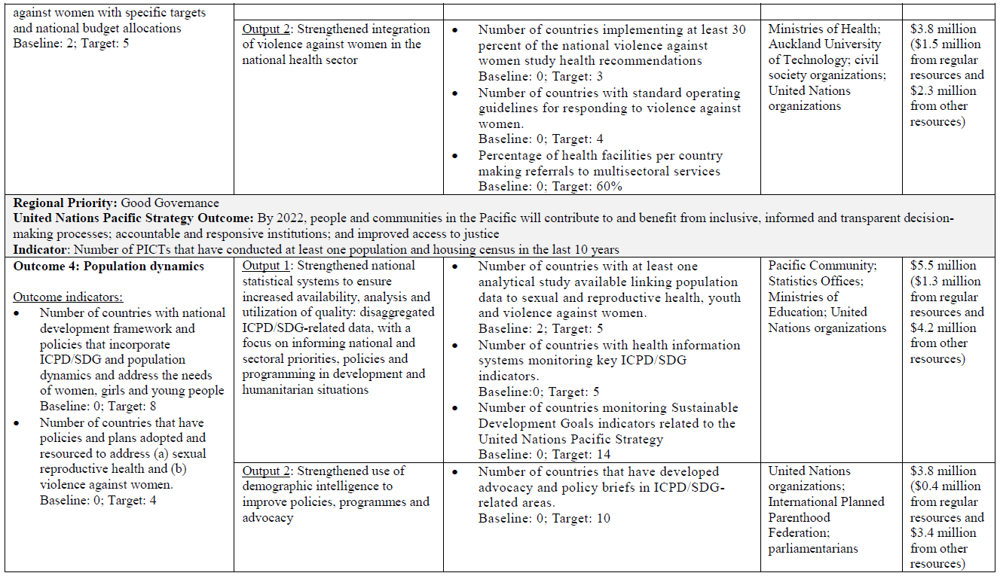 against women with specific targets
and national budget allocations
Baseline: 2; Target: 5
Output 2: Strengthened integration
of violence against women in the
national health sector
• Number of countries implementing at least 30
percent of the national violence against
women study health recommendations
Baseline: 0; Target: 3
• Number of countries with standard operating
guidelines for responding to violence against
women.
Baseline: 0; Target: 4
• Percentage of health facilities per country
making referrals to multisectoral services
Baseline: 0; Target: 60%
Ministries of Health;
Auckland University
of Technology; civil
society organizations;
United Nations
organizations
$3.8 million
($1.5 million
from regular
resources and
$2.3 million
from other
resources)
Regional Priority: Good Governance
United Nations Pacific Strategy Outcome: By 2022, people and communities in the Pacific will contribute to and benefit from inclusive, informed and transparent decision-
making processes; accountable and responsive institutions; and improved access to justice
Indicator: Number of PICTs that have conducted at least one population and housing census in the last 10 years
Outcome 4: Population dynamics
Outcome indicators:
• Number of countries with national
development framework and
policies that incorporate
ICPD/SDG and population
dynamics and address the needs
of women, girls and young people
Baseline: 0; Target: 8
• Number of countries that have
policies and plans adopted and
resourced to address (a) sexual
reproductive health and (b)
violence against women.
Baseline: 0; Target: 4
Output 1: Strengthened national
statistical systems to ensure
increased availability, analysis and
utilization of quality: disaggregated
ICPD/SDG-related data, with a
focus on informing national and
sectoral priorities, policies and
programming in development and
humanitarian situations
• Number of countries with at least one
analytical study available linking population
data to sexual and reproductive health, youth
and violence against women.
Baseline: 2; Target: 5
• Number of countries with health information
systems monitoring key ICPD/SDG
indicators.
Baseline:0; Target: 5
• Number of countries monitoring Sustainable
Development Goals indicators related to the
United Nations Pacific Strategy
Baseline: 0; Target: 14
Pacific Community;
Statistics Offices;
Ministries of
Education; United
Nations organizations
$5.5 million
($1.3 million
from regular
resources and
$4.2 million
from other
resources)
Output 2: Strengthened use of
demographic intelligence to
improve policies, programmes and
advocacy
• Number of countries that have developed
advocacy and policy briefs in ICPD/SDG-
related areas.
Baseline: 0; Target: 10
United Nations
organizations;
International Planned
Parenthood
Federation;
parliamentarians
$3.8 million
($0.4 million
from regular
resources and
$3.4 million
from other
resources)